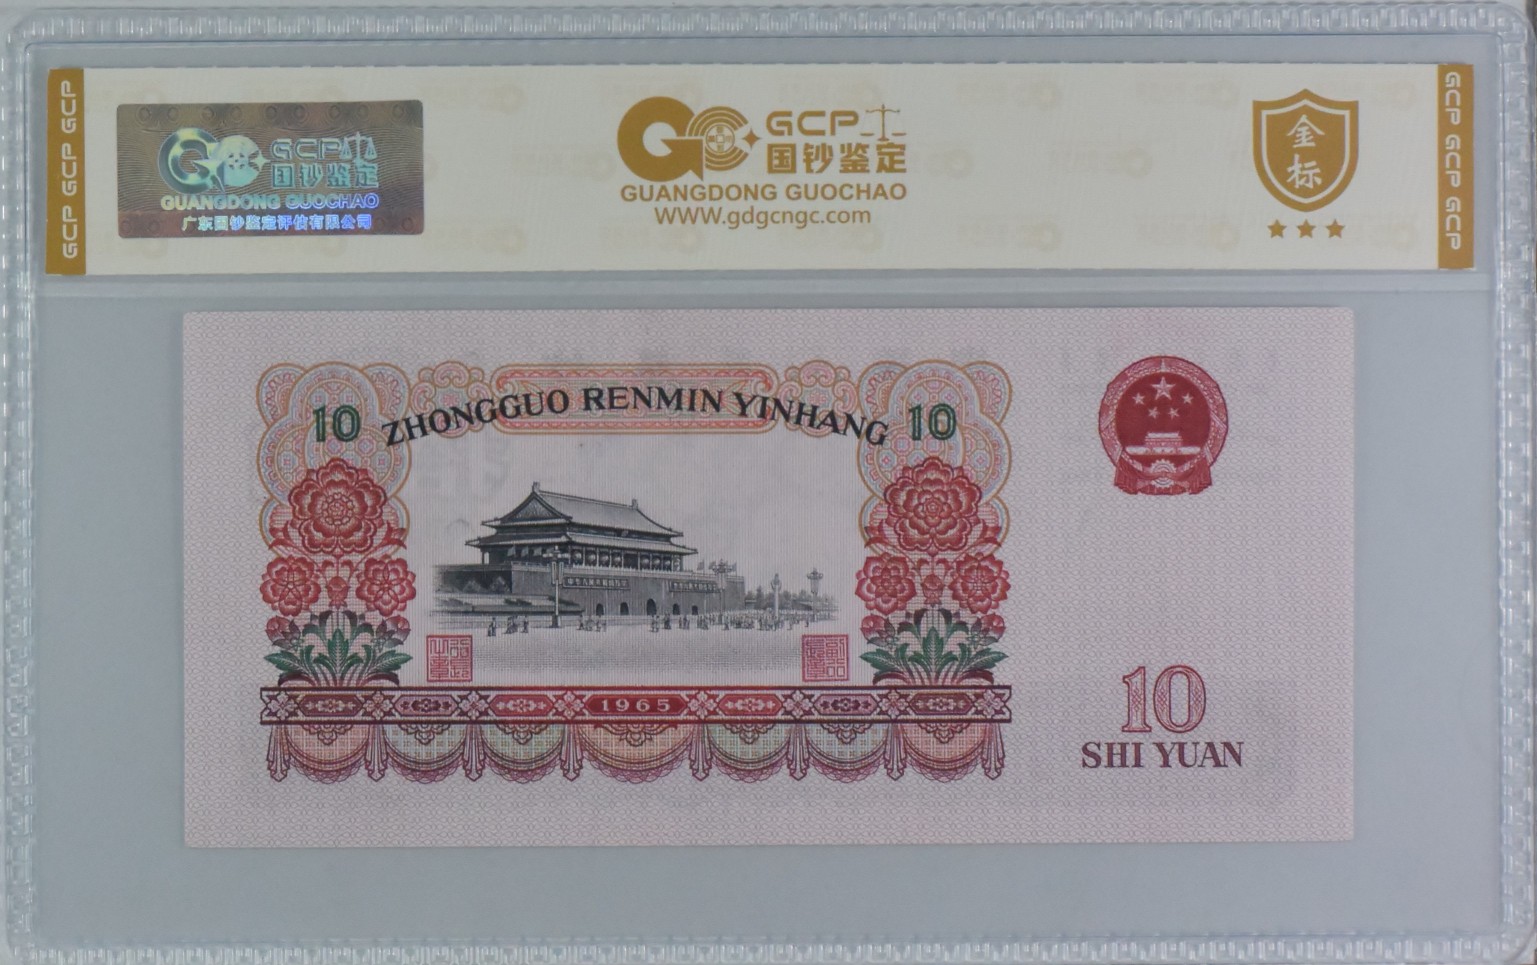 GCP GCP GCP
GCP 国钞鉴定
GUANGDONG GUOCHAO
广东国钞鉴定评估有限公司
GCP
国钞鉴定
GUANGDONG GUOCHAO
WWW.gdgcngc.com
金标
GCP GCP GCP
10 ZHONGGUO RENMIN YINHANG 10
1965
10
SHI YUAN